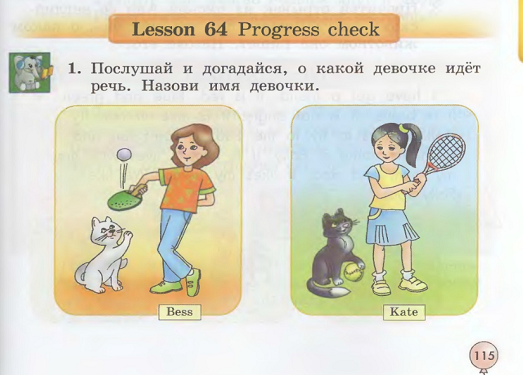 Lesson 64 Progress check
1. Послушай и догадайся, о какой девочке идёт
речь. Назови имя девочки.
Bess
Kate
115